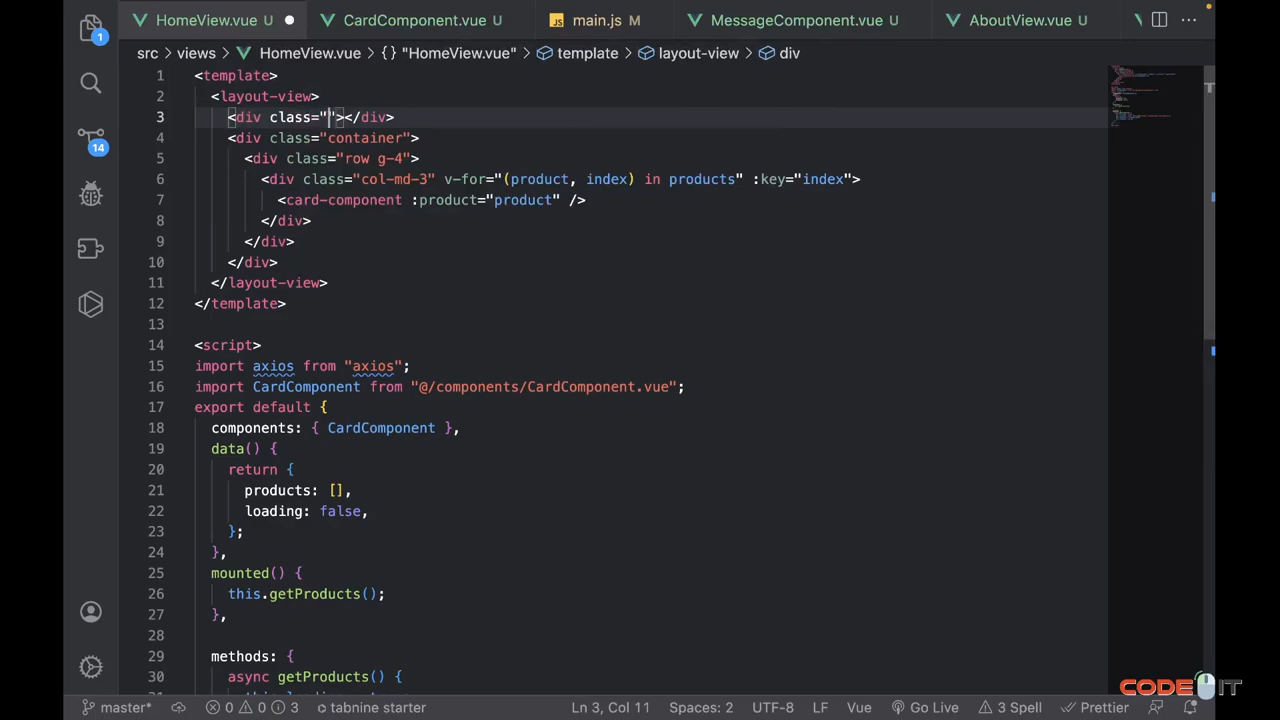 HomeView.vue U
CardComponent.vue U
JS main.js M
MessageComponent.vue U
AboutView.vue U
src > views > HomeView.vue > {} "HomeView.vue" > template > layout-view > div
1
14
1 <template>
2 <layout-view>
3 <div class=""></div>
4 <div class="container">
5 <div class="row g-4">
6 <div class="col-md-3" v-for="(product, index) in products" :key="index">
7 <card-component :product="product" />
8 </div>
9 </div>
10 </div>
11 </layout-view>
12 </template>
13
14 <script>
15 import axios from "axios";
16 import CardComponent from "@/components/CardComponent.vue";
17 export default {
18 components: { CardComponent },
19 data() {
20 return {
21 products: [],
22 loading: false,
23 };
24 },
25 mounted() {
26 this.getProducts();
27 },
28
29 methods: {
30 async getProducts() {
CODE IT
master* 0 0 3 tabnine starter Ln 3, Col 11 Spaces: 2 UTF-8 LF Vue Go Live 3 Spell Prettier